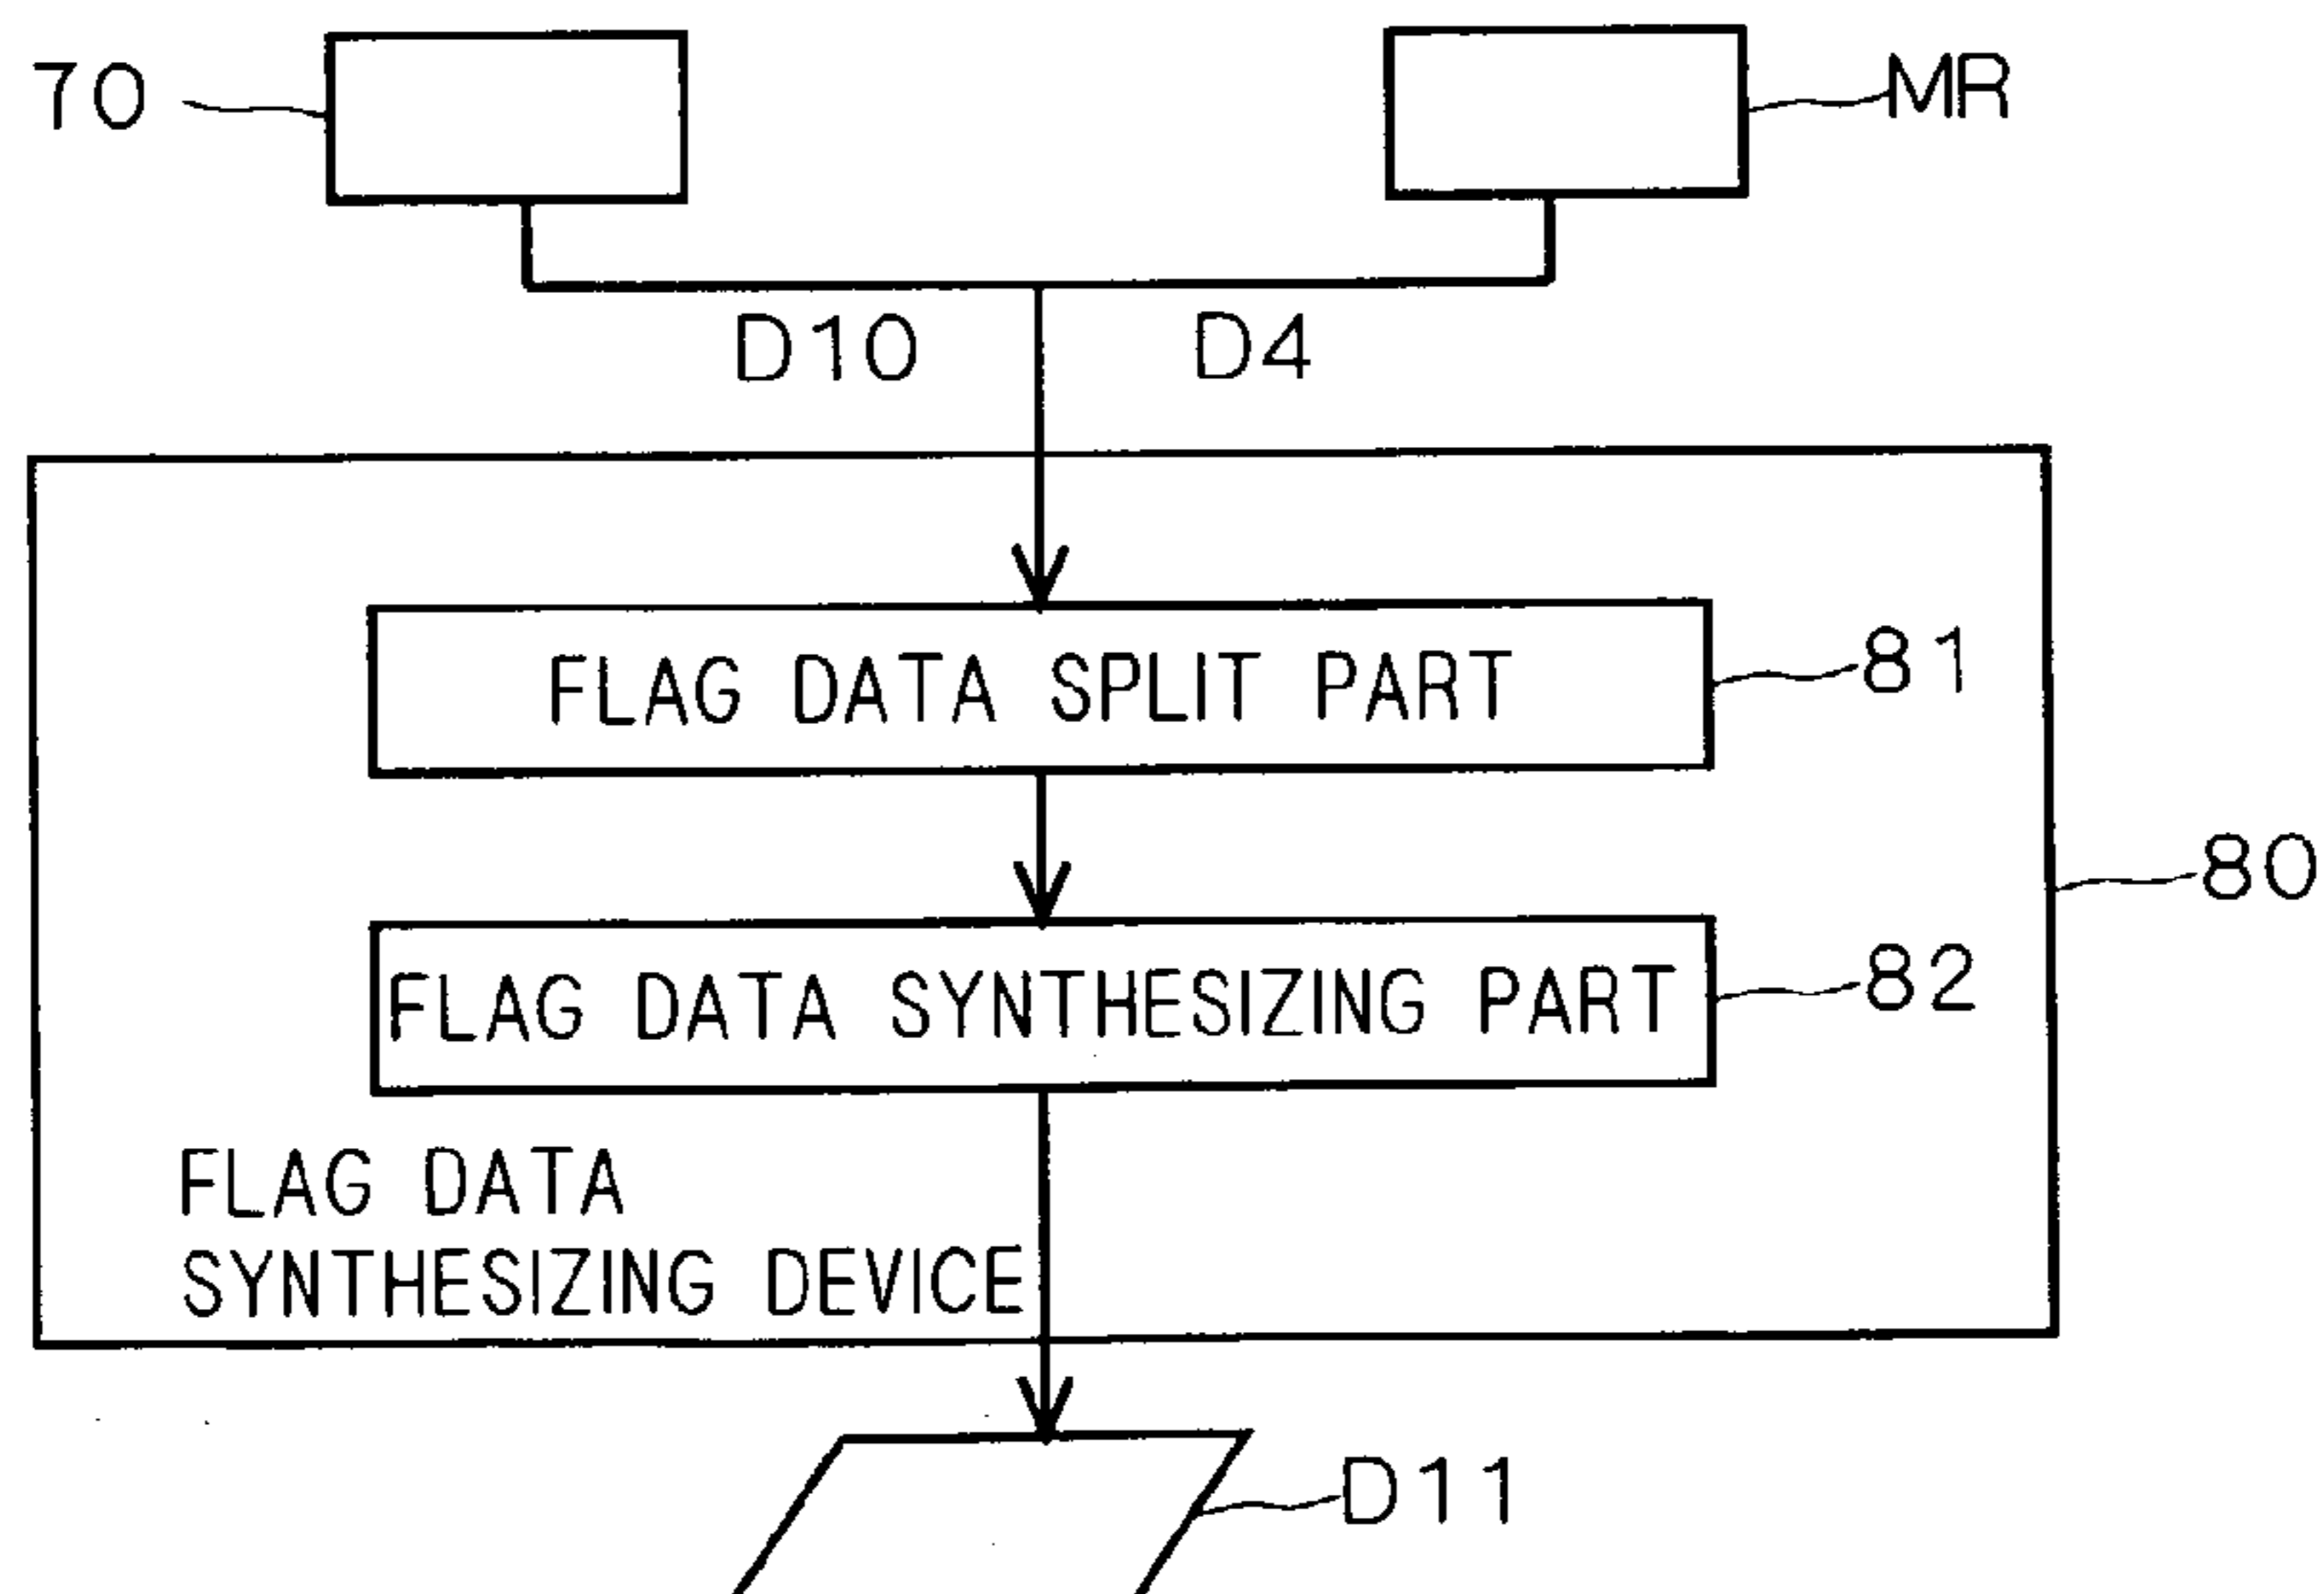 70
MR
D10
D4
FLAG DATA SPLIT PART
81
80
FLAG DATA SYNTHESIZING PART
82
FLAG DATA
SYNTHESIZING DEVICE
D11